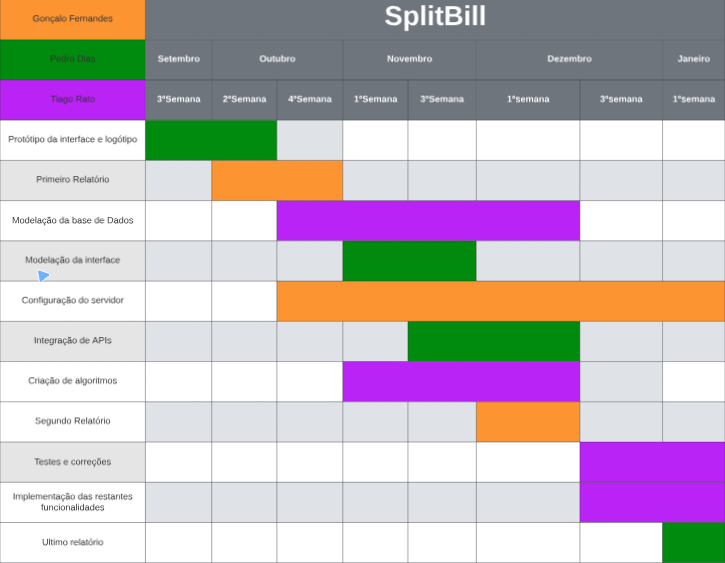 Gonçalo Fernandes
SplitBill
Pedro Dias
Setembro
Outubro
Novembro
Dezembro
Janeiro
Tiago Rato
3ºSemana
2ºSemana
4ºSemana
1ºSemana
3ºSemana
1ºsemana
3ºsemana
1ºsemana
Protótipo da interface e logótipo
Primeiro Relatório
Modelação da base de Dados
Modelação da interface
Configuração do servidor
Integração de APIs
Criação de algoritmos
Segundo Relatório
Testes e correções
Implementação das restantes
funcionalidades
Ultimo relatório